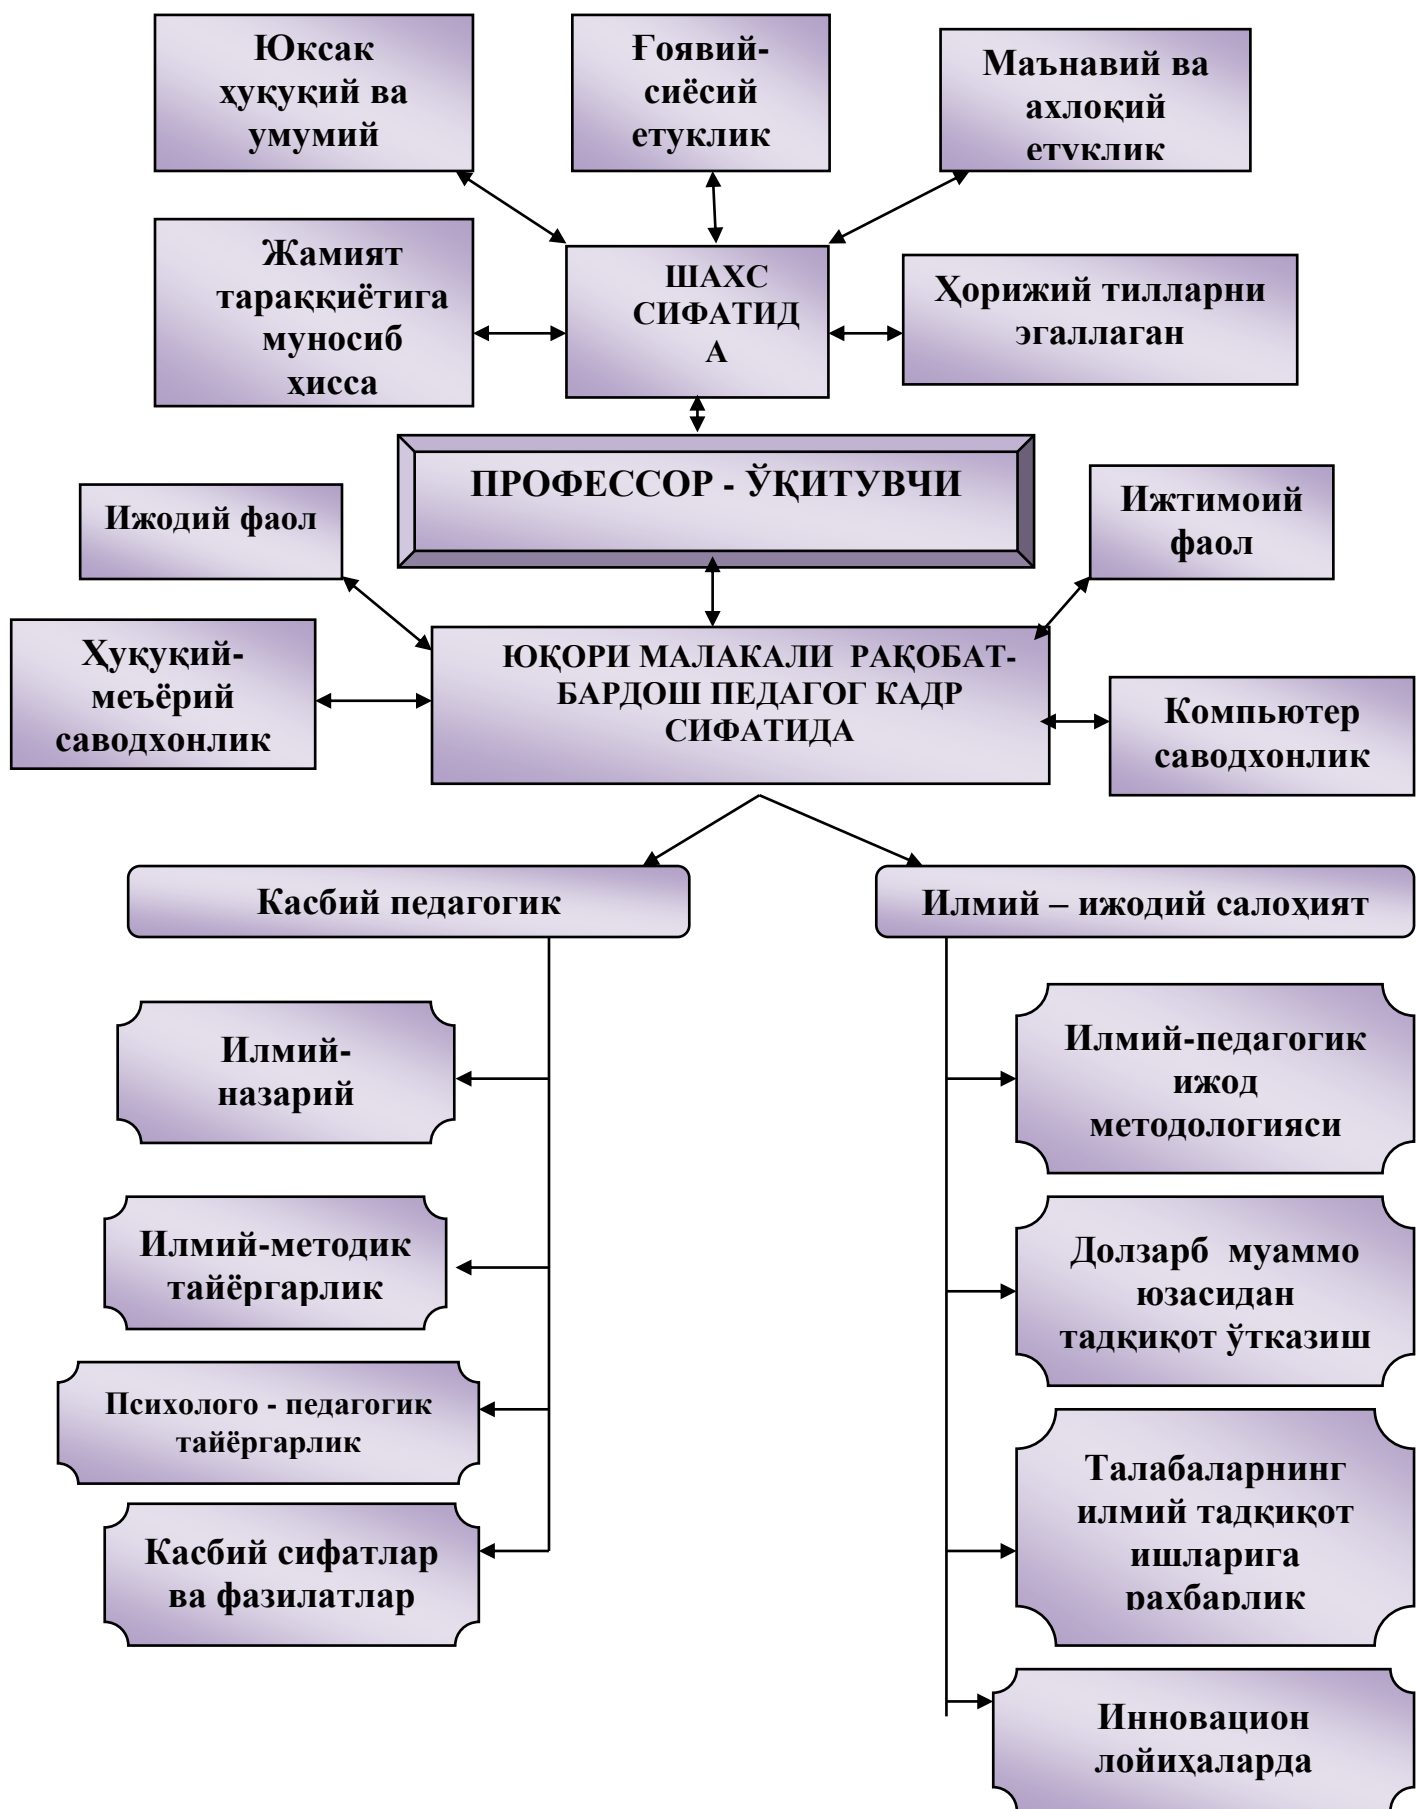 Юксак
ҳуқуқий ва
умумий
Ғоявий-
сиёсий
етуклик
Маънавий ва
ахлоқий
етуклик
Жамият
тараққиётига
муносиб
ҳисса
ШАХС
СИФАТИД
А
Ҳорижий тилларни
эгаллаган
ПРОФЕССОР - ЎҚИТУВЧИ
Ижодий фаол
Ижтимоий
фаол
Ҳуқуқий-
меъёрий
саводхонлик
ЮҚОРИ МАЛАКАЛИ РАҚОБАТ-
БАРДОШ ПЕДАГОГ КАДР
СИФАТИДА
Компьютер
саводхонлик
Касбий педагогик
Илмий – ижодий салоҳият
Илмий-
назарий
Илмий-педагогик
ижод
методологияси
Илмий-методик
тайёргарлик
Долзарб муаммо
юзасидан
тадқиқот ўтказиш
Психолого - педагогик
тайёргарлик
Талабаларнинг
илмий тадқиқот
ишларига
раҳбарлик
Касбий сифатлар
ва фазилатлар
Инновацион
лойиҳаларда